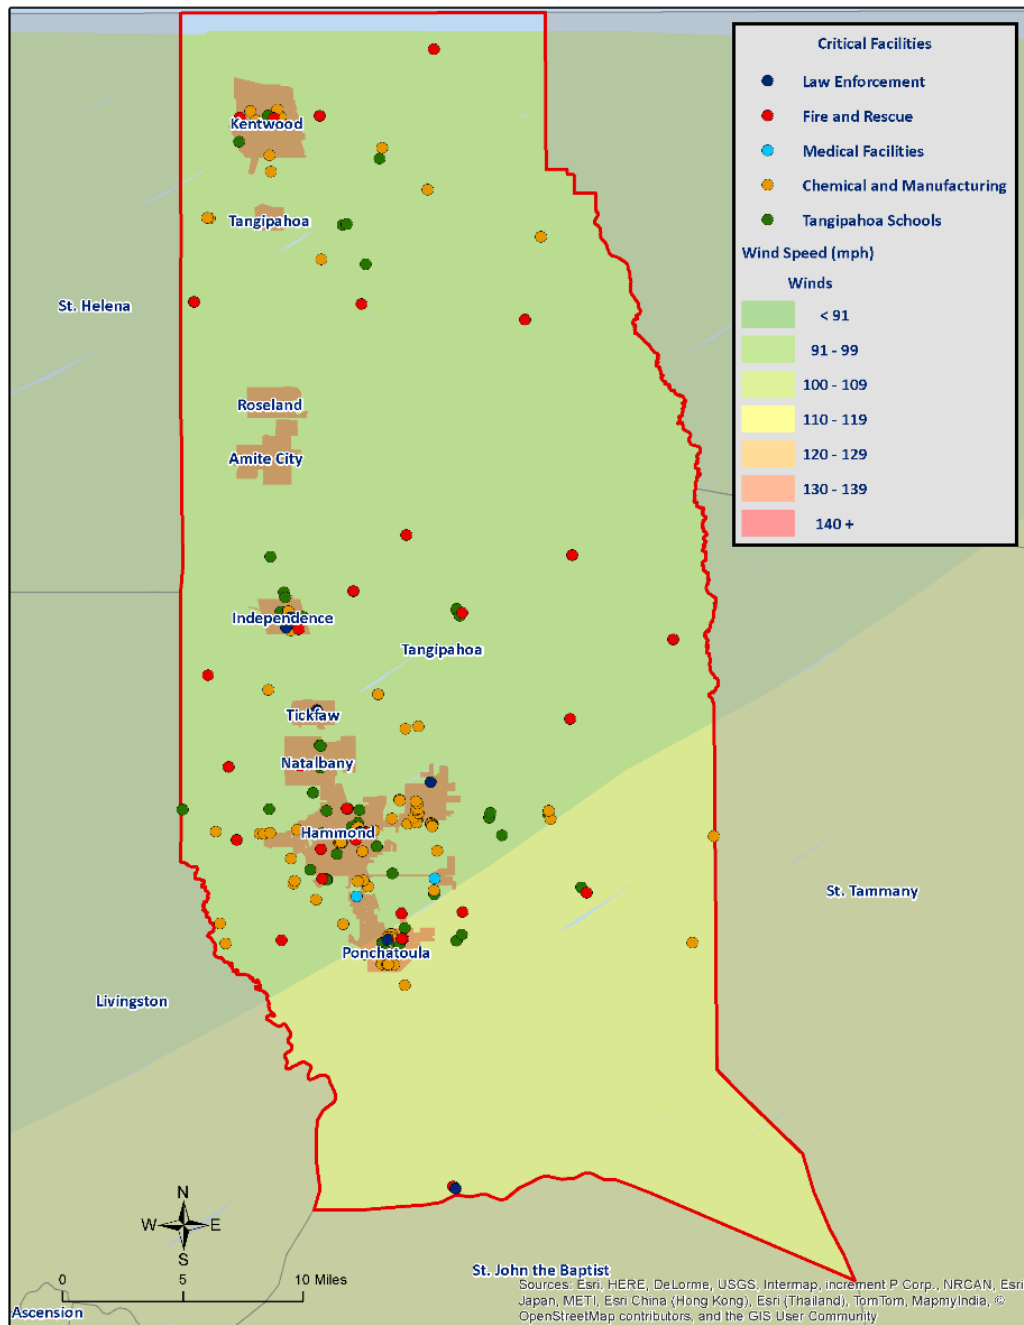 Critical Facilities
Law Enforcement
Fire and Rescue
Medical Facilities
Chemical and Manufacturing
Tangipahoa Schools
Wind Speed (mph)
Winds
< 91
91 - 99
100 - 109
110 - 119
120 - 129
130 - 139
140 +
Kentwood
Tangipahoa
St. Helena
Roseland
Amite City
Independence
Tangipahoa
Tickfaw
Natalbany
Hammond
St. Tammany
Ponchatoula
Livingston
N
W E
S
0 5 10 Miles
St. John the Baptist
Ascension
Sources: Esri, HERE, DeLorme, USGS, Intermap, increment P Corp., NRCAN, Esri
Japan, METI, Esri China (Hong Kong), Esri (Thailand), TomTom, MapmyIndia, ©
OpenStreetMap contributors, and the GIS User Community